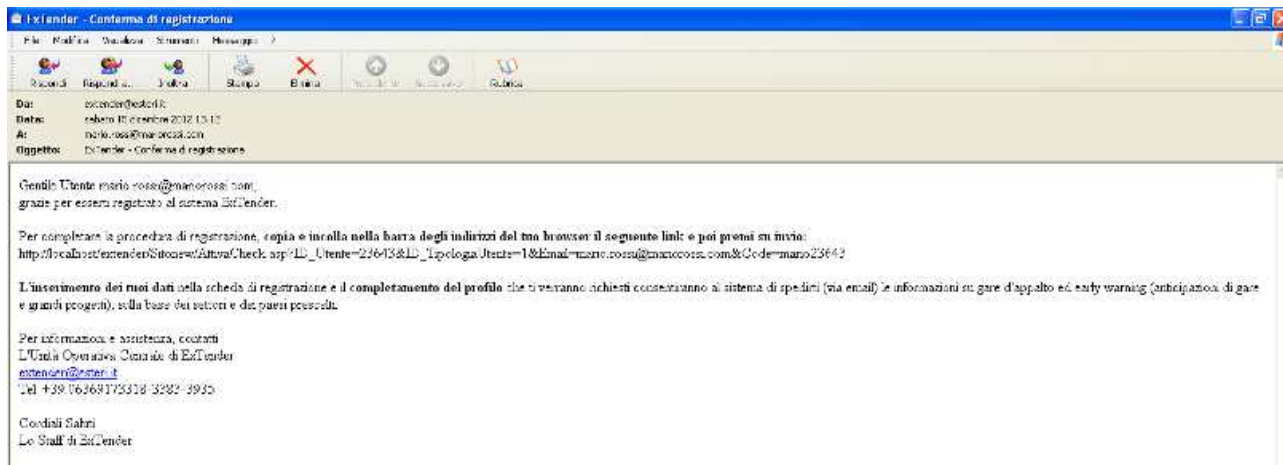 ExTender - Conferma di registrazione
File Modifica Visualizza Strumenti Messaggio ?
Rispondi Rispondi a... Inoltra Stampa Elimina Rubrica
Da: extender@esteri.it
Data: sabato 15 dicembre 2012
A: mario.rossi@mariorossi.com
Oggetto: ExTender - Conferma di registrazione
Gentile Utente mario.rossi@mariorossi.com,
grazie per esserti registrato al sistema ExTender.
Per completare la procedura di registrazione, copia e incolla nella barra degli indirizzi del tuo browser il seguente link e poi premi su invio:
http://localhost/extender/Sitonew/AttivaCheck.asp?ID_Utente=23643&ID_TipologiaUtente=1&Email=mario.rossi@mariorossi.com&Code=mario23643
L'inserimento dei tuoi dati nella scheda di registrazione e il completamento del profilo che ti verranno richiesti consentiranno al sistema di spedirti (via email) le informazioni su gare d'appalto ed early warning (anticipazioni di gare
e grandi progetti), sulla base dei settori e dei paesi prescelti.
Per informazioni e assistenza, contatti
L'Unità Operativa Centrale di ExTender
extender@esteri.it
Tel +39.06369173318-3383-3935
Cordiali Saluti
Lo Staff di ExTender